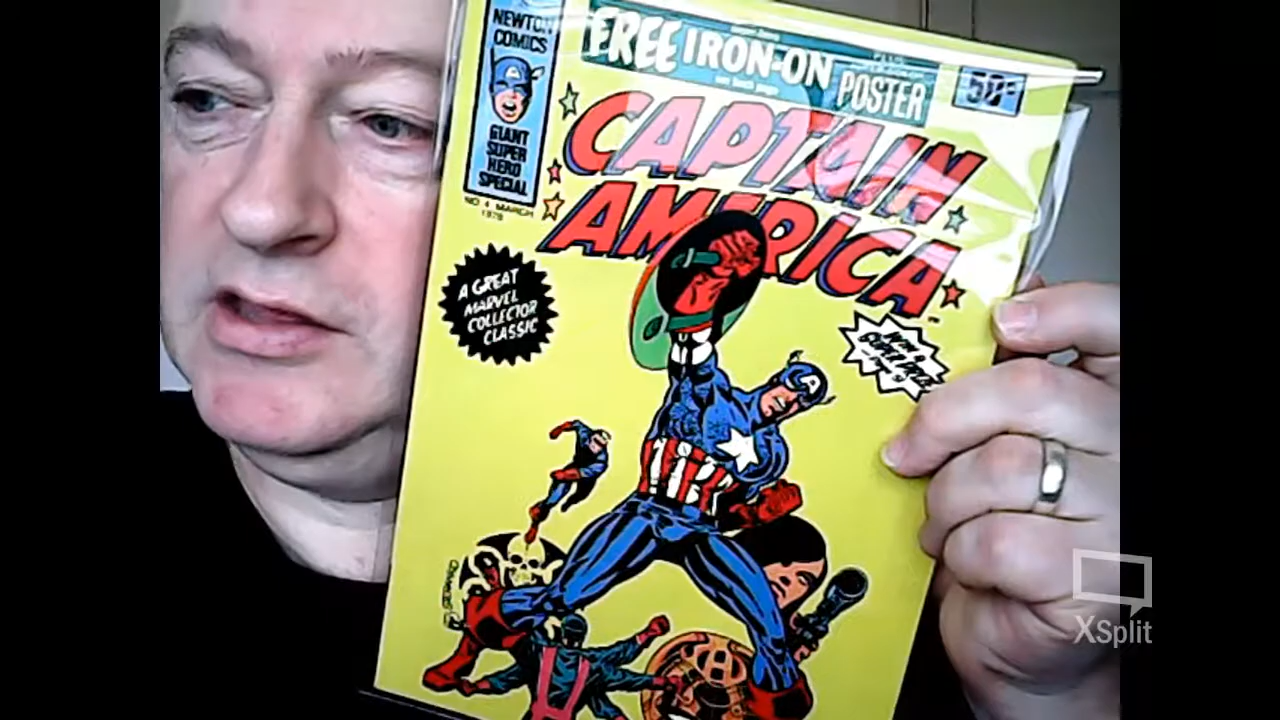 NEWTON
COMICS
GIANT
SUPER
HERO
SPECIAL
NO 4 MARCH
FREE IRON-ON
POSTER
50¢
CAPTAIN
AMERICA
A GREAT
MARVEL
COLLECTOR
CLASSIC
XSplit